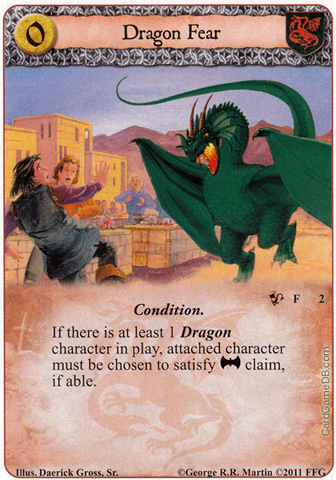 0
Dragon Fear
F 2
Condition.
If there is at least 1 Dragon
character in play, attached character
must be chosen to satisfy claim,
if able.
CardGameDB.com
Illus. Daerick Gross, Sr. ©George R.R. Martin ©2011 FFG